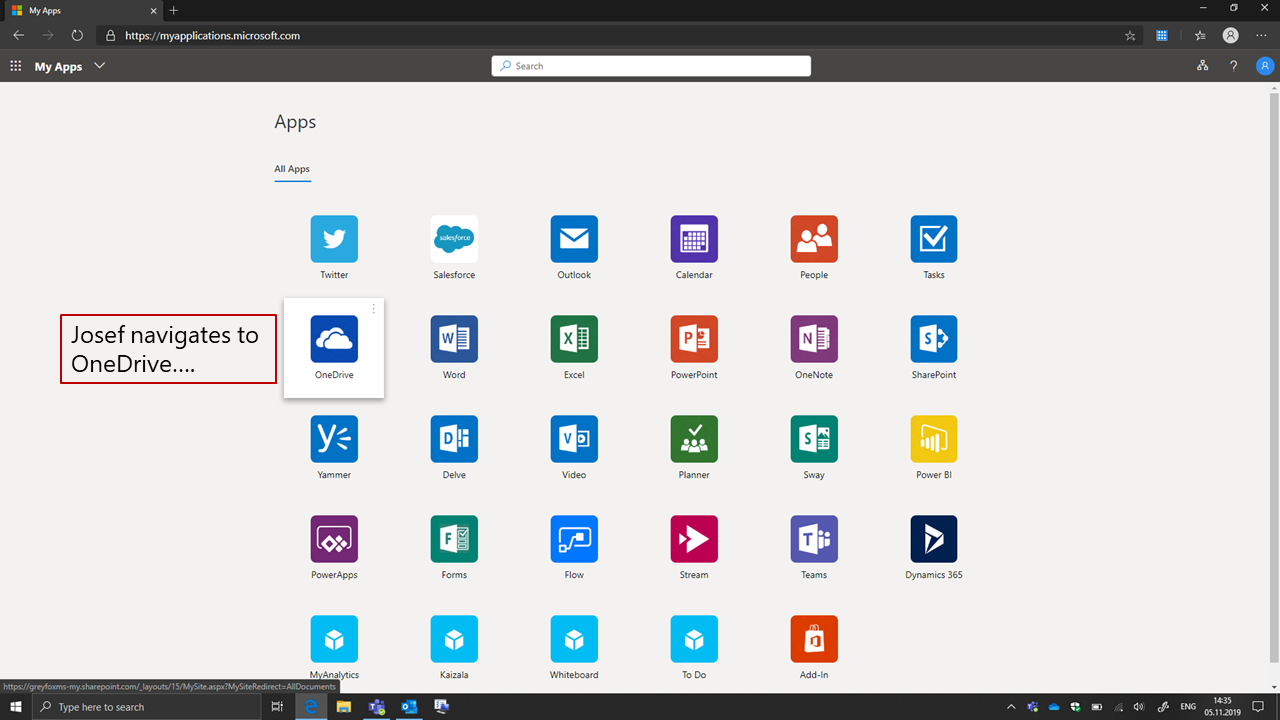 My Apps
https://myapplications.microsoft.com
My Apps
Search
?
Apps
All Apps
salesforce
Twitter
Salesforce
Outlook
Calendar
People
Tasks
Josef navigates to
OneDrive....
W
X
P
N
S
OneDrive
Word
Excel
PowerPoint
OneNote
SharePoint
D
V
S
Yammer
Delve
Video
Planner
Sway
Power BI
F
T
PowerApps
Forms
Flow
Stream
Teams
Dynamics 365
MyAnalytics
Kaizala
Whiteboard
To Do
Add-In
https://greyfoxms-my.sharepoint.com/_layouts/15/MySite.aspx?MySiteRedirect=AllDocuments
Type here to search
ENG
14:35
05.11.2019